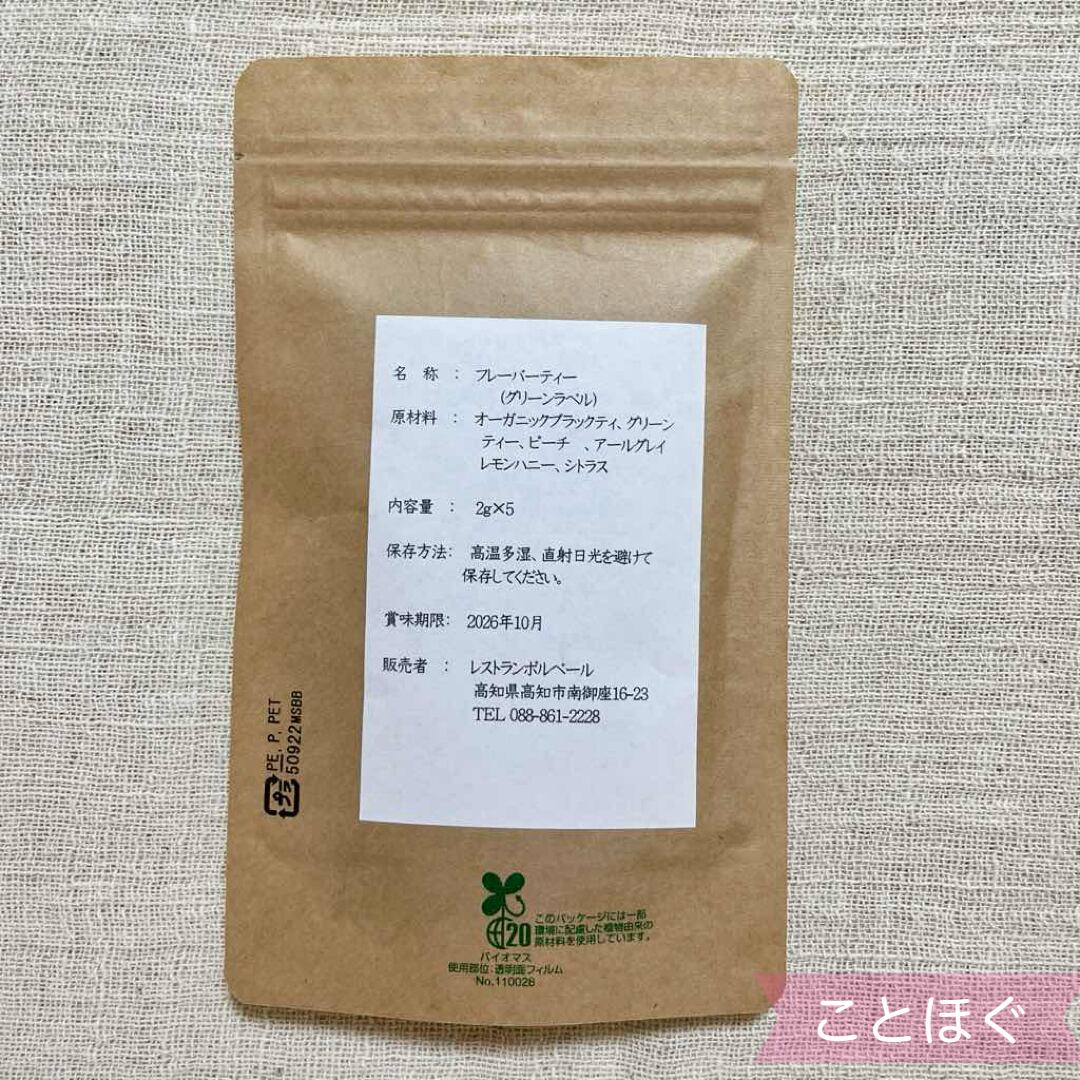 名 称 : フレーバーティー
(グリーンラベル)
原材料 : オーガニックブラックティ、グリーン
ティー、ピーチ 、アールグレイ
レモンハニー、シトラス
内容量 : 2g×5
保存方法: 高温多湿、直射日光を避けて
保存してください。
賞味期限: 2026年10月
販売者 : レストランボルベール
高知県高知市南御座16-23
TEL 088-861-2228
プラ
PE, P, PET
50922MSBB
20
このパッケージには一部
環境に配慮した植物由来の
原材料を使用しています。
バイオマス
使用部位:透明面フィルム
No.110028
ことほぐ